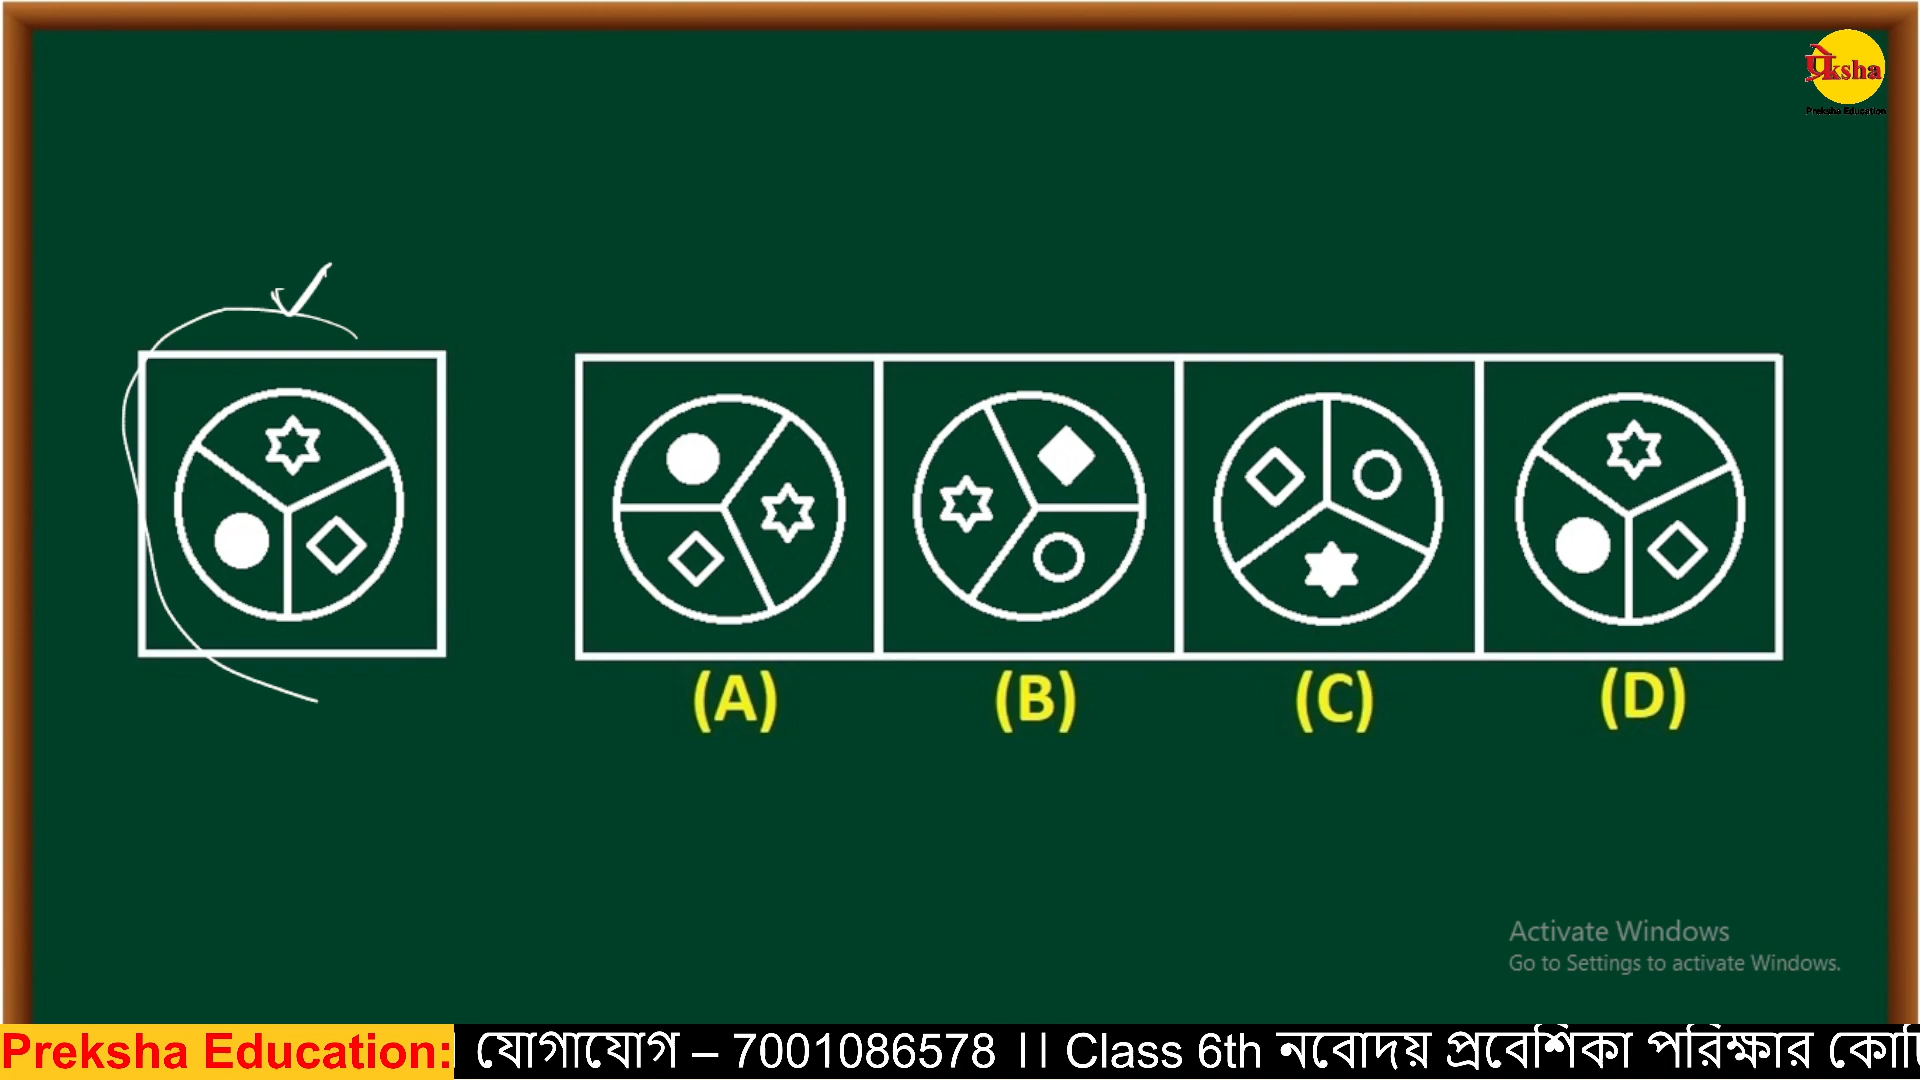 प्रेksha
Preksha Education
(A) (B) (C) (D)
Activate Windows
Go to Settings to activate Windows.
Preksha Education: যোগাযোগ – 7001086578 ।। Class 6th নবোদয় প্রবেশিকা পরিক্ষার